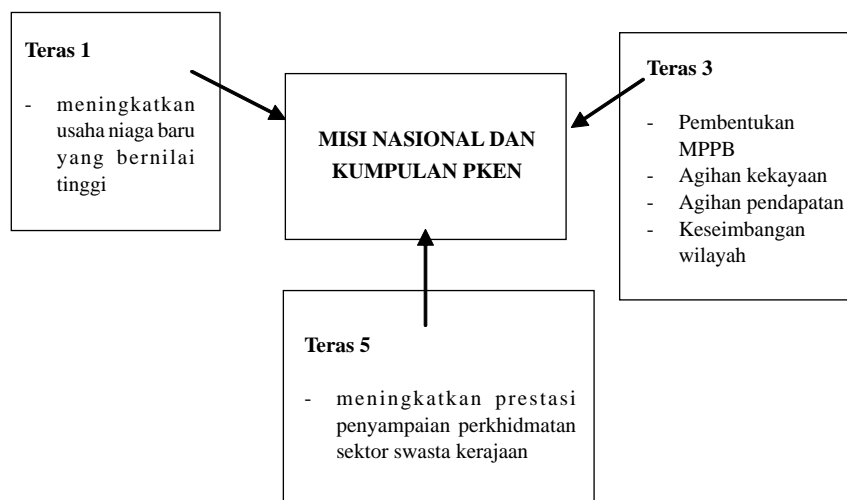 Teras 1
- meningkatkan
usaha niaga baru
yang bernilai
tinggi
MISI NASIONAL DAN
KUMPULAN PKEN
Teras 3
- Pembentukan
MPPB
- Agihan kekayaan
- Agihan pendapatan
- Keseimbangan
wilayah
Teras 5
- meningkatkan prestasi
penyampaian perkhidmatan
sektor swasta kerajaan